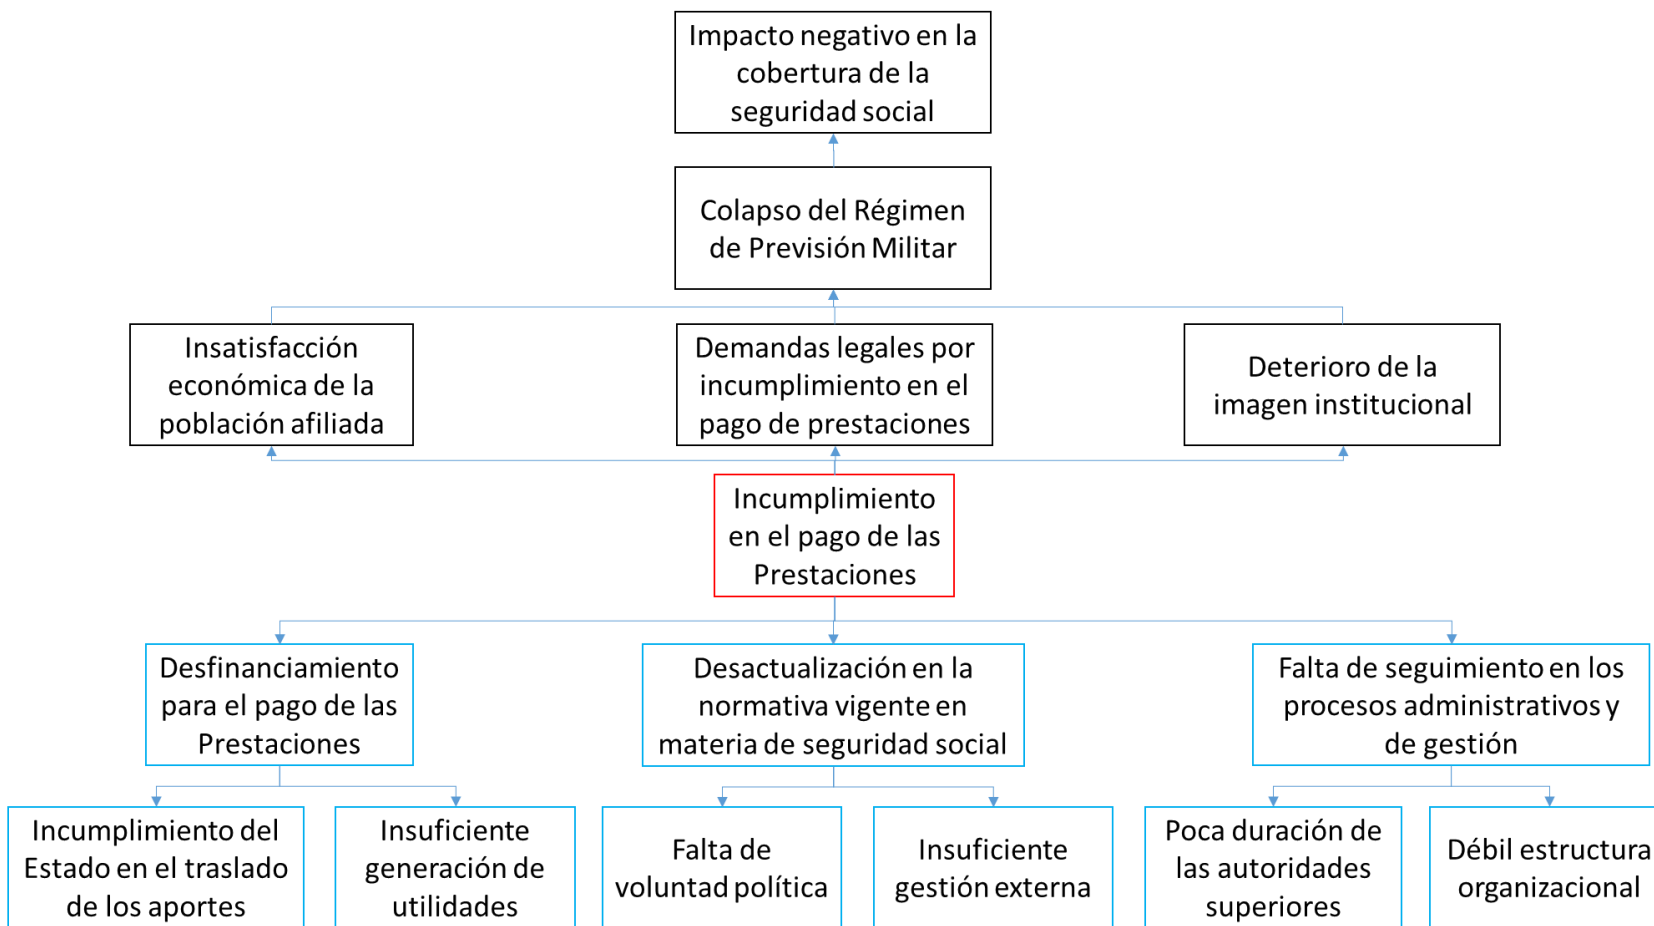 Impacto negativo en la
cobertura de la
seguridad social
Colapso del Régimen
de Previsión Militar
Insatisfacción
económica de la
población afiliada
Demandas legales por
incumplimiento en el
pago de prestaciones
Deterioro de la
imagen institucional
Incumplimiento
en el pago de las
Prestaciones
Desfinanciamiento
para el pago de las
Prestaciones
Desactualización en la
normativa vigente en
materia de seguridad social
Falta de seguimiento en los
procesos administrativos y
de gestión
Incumplimiento del
Estado en el traslado
de los aportes
Insuficiente
generación de
utilidades
Falta de
voluntad política
Insuficiente
gestión externa
Poca duración de
las autoridades
superiores
Débil estructura
organizacional